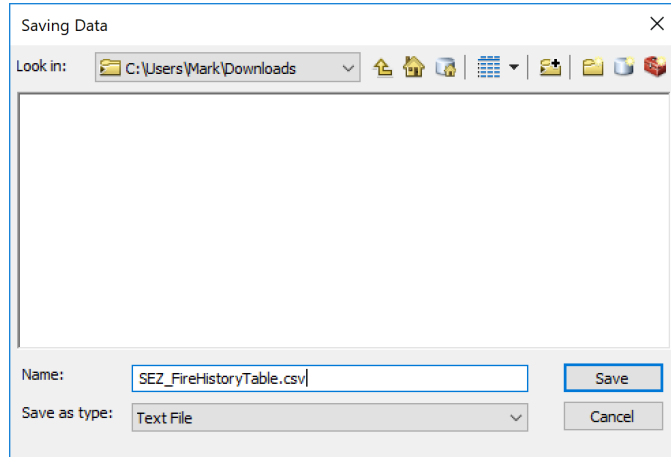 Saving Data
Look in: C:\Users\Mark\Downloads
Name: SEZ_FireHistoryTable.csv Save
Save as type: Text File Cancel